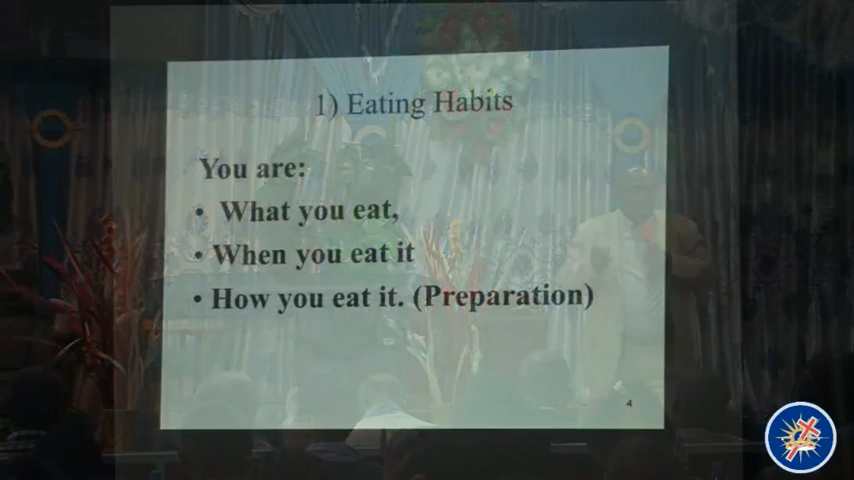 1) Eating Habits
You are:
• What you eat,
• When you eat it
• How you eat it. (Preparation)
4